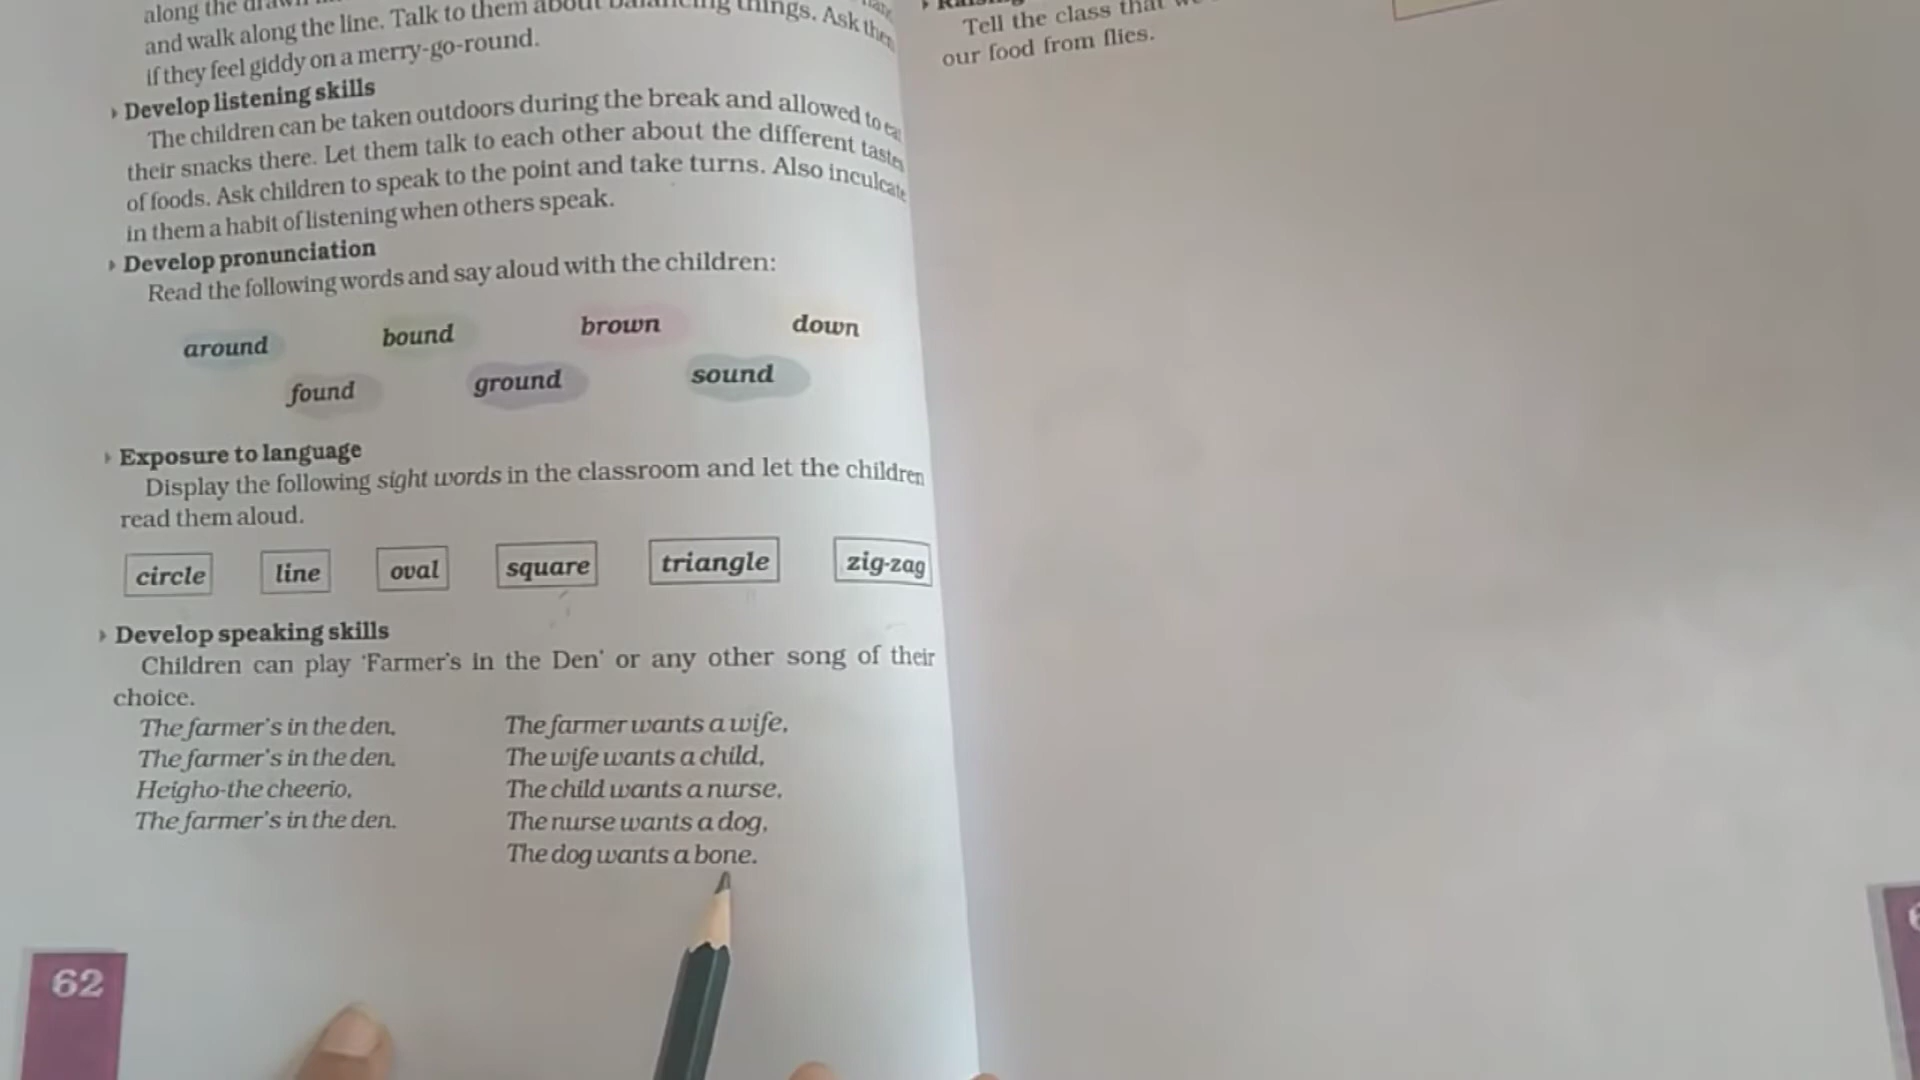 along the
and walk along the line. Talk to them about balancing things. Ask then
if they feel giddy on a merry-go-round.
Develop listening skills
The children can be taken outdoors during the break and allowed to eat
their snacks there. Let them talk to each other about the different tastes
of foods. Ask children to speak to the point and take turns. Also inculcate
in them a habit of listening when others speak.
Develop pronunciation
Read the following words and say aloud with the children:
around bound brown down
found ground sound
Exposure to language
Display the following sight words in the classroom and let the children
read them aloud.
circle line oval square triangle zig-zag
Develop speaking skills
Children can play 'Farmer's in the Den' or any other song of their
choice.
The farmer's in the den,
The farmer's in the den,
Heigho-the cheerio,
The farmer's in the den.
The farmer wants a wife,
The wife wants a child,
The child wants a nurse,
The nurse wants a dog,
The dog wants a bone.
62
Tell the class that
our food from flies.